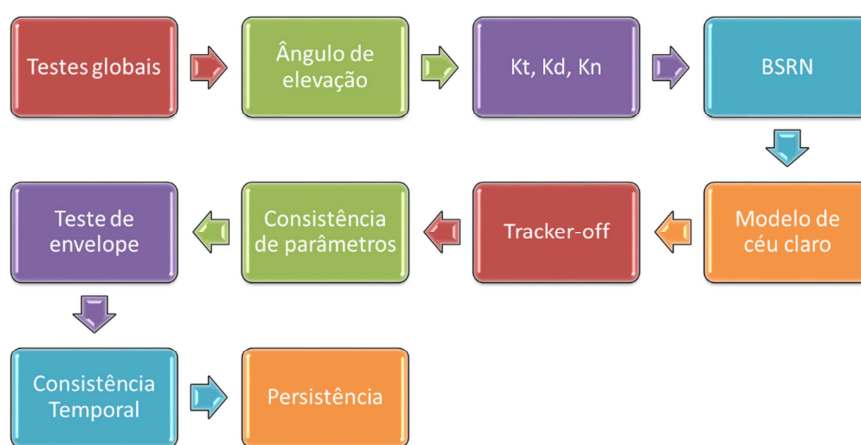 Testes globais
Ângulo de
elevação
Kt, Kd, Kn
BSRN
Modelo de
céu claro
Tracker-off
Consistência
de parâmetros
Teste de
envelope
Consistência
Temporal
Persistência